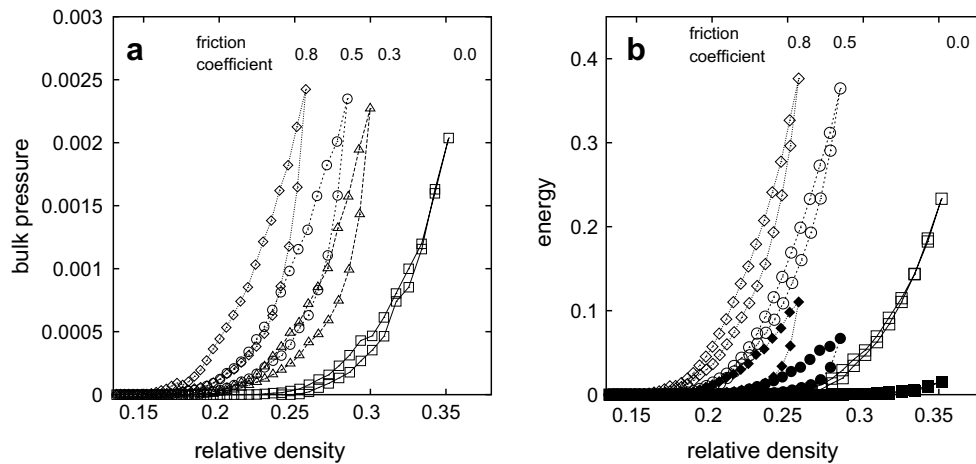 0.003
0.0025
0.002
0.0015
0.001
0.0005
0
bulk pressure
a
friction
coefficient 0.8 0.5 0.3 0.0
0.15 0.2 0.25 0.3 0.35
relative density
0.4
0.3
0.2
0.1
0
energy
b
friction
coefficient 0.8 0.5 0.0
0.15 0.2 0.25 0.3 0.35
relative density